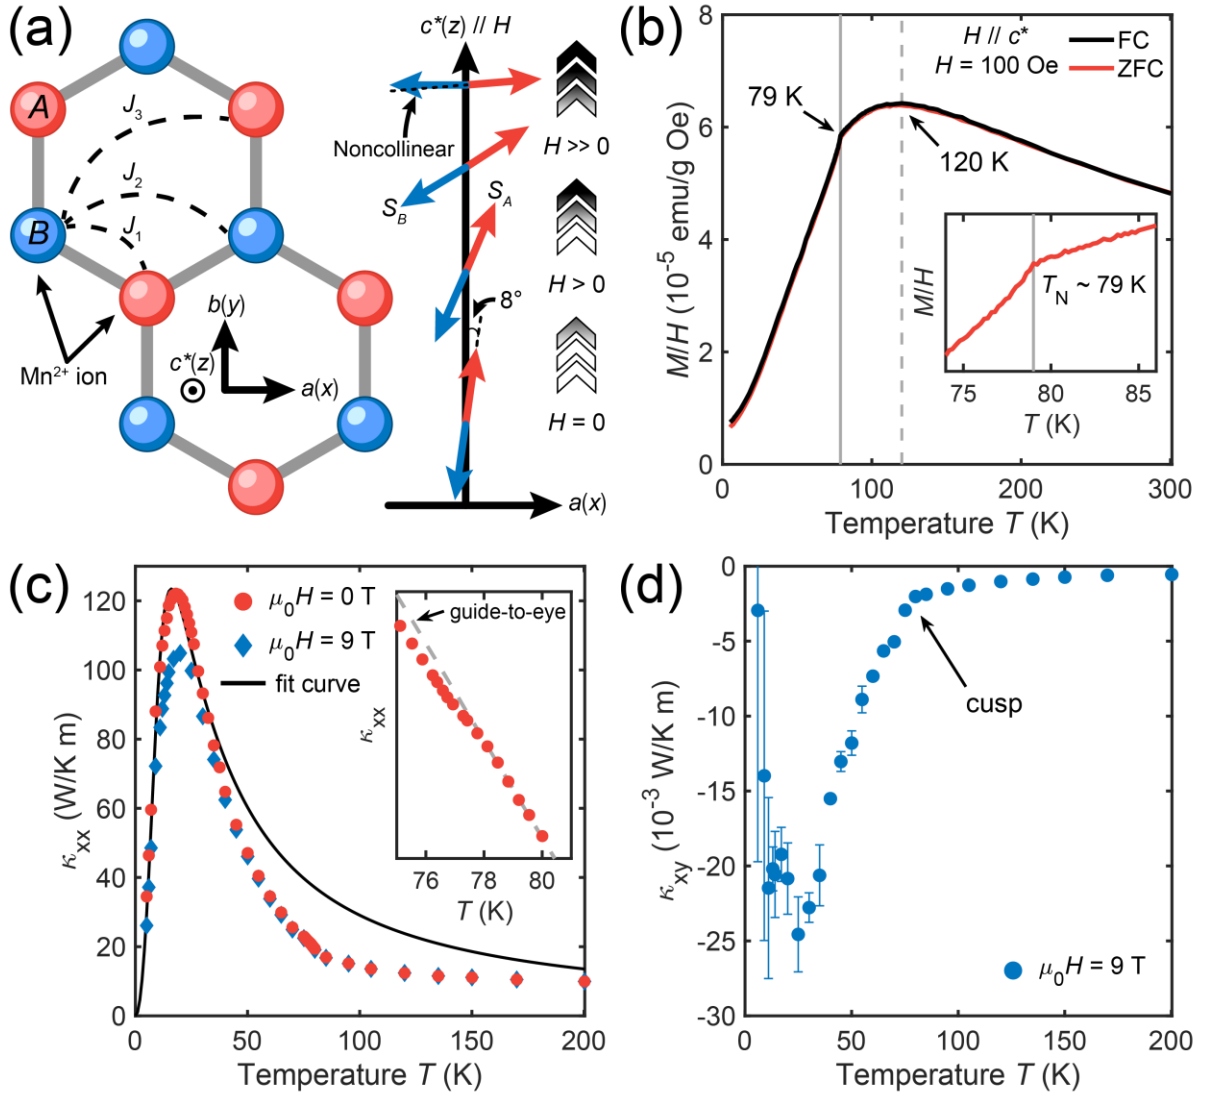 (a)
c*(z) // H
A
J3
J2
B
J1
Mn2+ ion
b(y)
c*(z)
a(x)
Noncollinear
SB
SA
8°
H >> 0
H > 0
H = 0
a(x)
(b)
H // c*
H = 100 Oe
FC
ZFC
79 K
120 K
M/H (10-5 emu/g Oe)
8
6
4
2
0
0
100
200
300
Temperature T (K)
M/H
TN ~ 79 K
75
80
85
T (K)
(c)
μ0H = 0 T
μ0H = 9 T
fit curve
κxx (W/K m)
120
100
80
60
40
20
0
0
50
100
150
200
Temperature T (K)
guide-to-eye
κxx
76
78
80
T (K)
(d)
κxy (10-3 W/K m)
0
-5
-10
-15
-20
-25
-30
cusp
μ0H = 9 T
0
50
100
150
200
Temperature T (K)